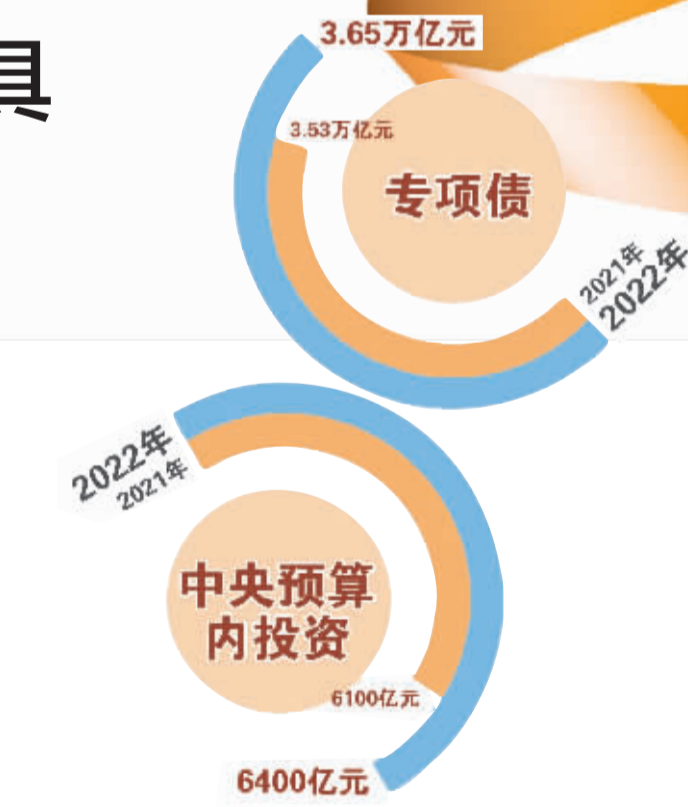 具
3.65万亿元
3.53万亿元
专项债
2021年
2022年
2022年
2021年
中央预算
内投资
6100亿元
6400亿元